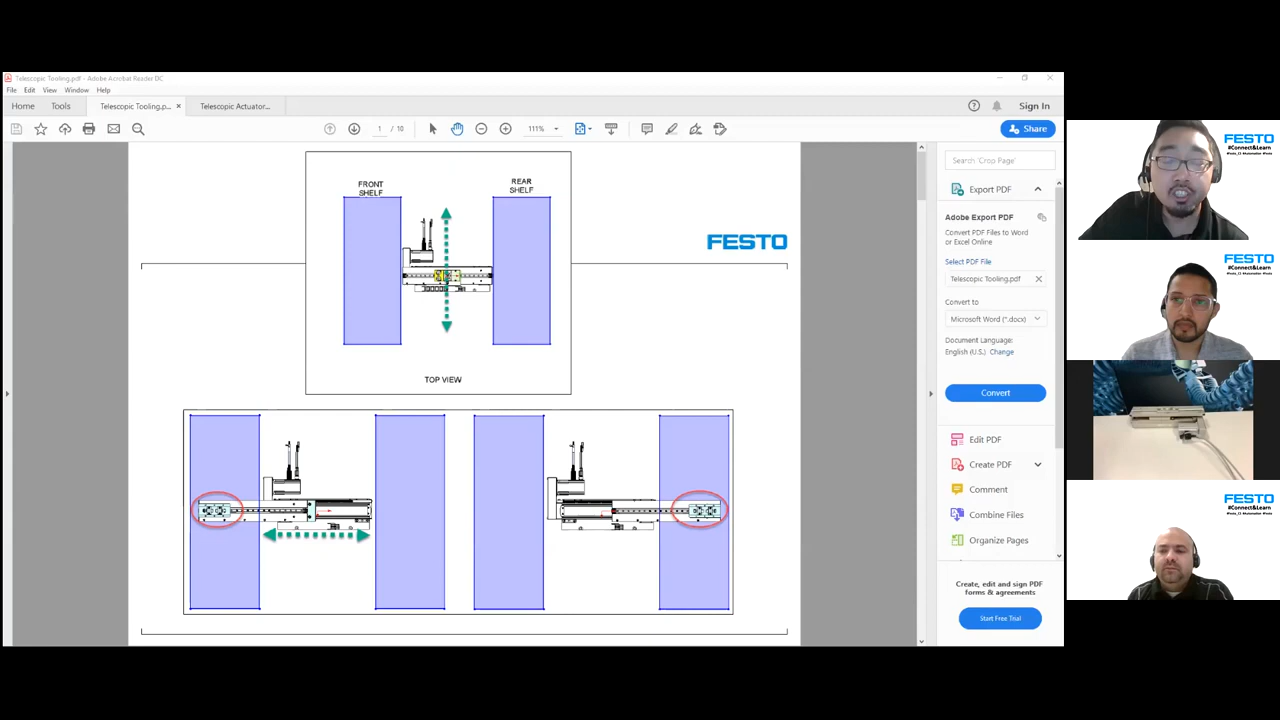 Telescopic Tooling.pdf - Adobe Acrobat Reader DC
File Edit View Window Help
Home Tools Telescopic Tooling.p... × Telescopic Actuator... Sign In
1 / 10 111% Share
FRONT
SHELF
REAR
SHELF
FESTO
TOP VIEW
Search 'Crop Page'
Export PDF
Adobe Export PDF
Convert PDF Files to Word
or Excel Online
Select PDF File
Telescopic Tooling.pdf
Convert to
Microsoft Word (*.docx)
Document Language:
English (U.S.) Change
Convert
Edit PDF
Create PDF
Comment
Combine Files
Organize Pages
Create, edit and sign PDF
forms & agreements
Start Free Trial
FESTO
#Connect&Learn
FESTO
#Connect&Learn
FESTO
#Connect&Learn